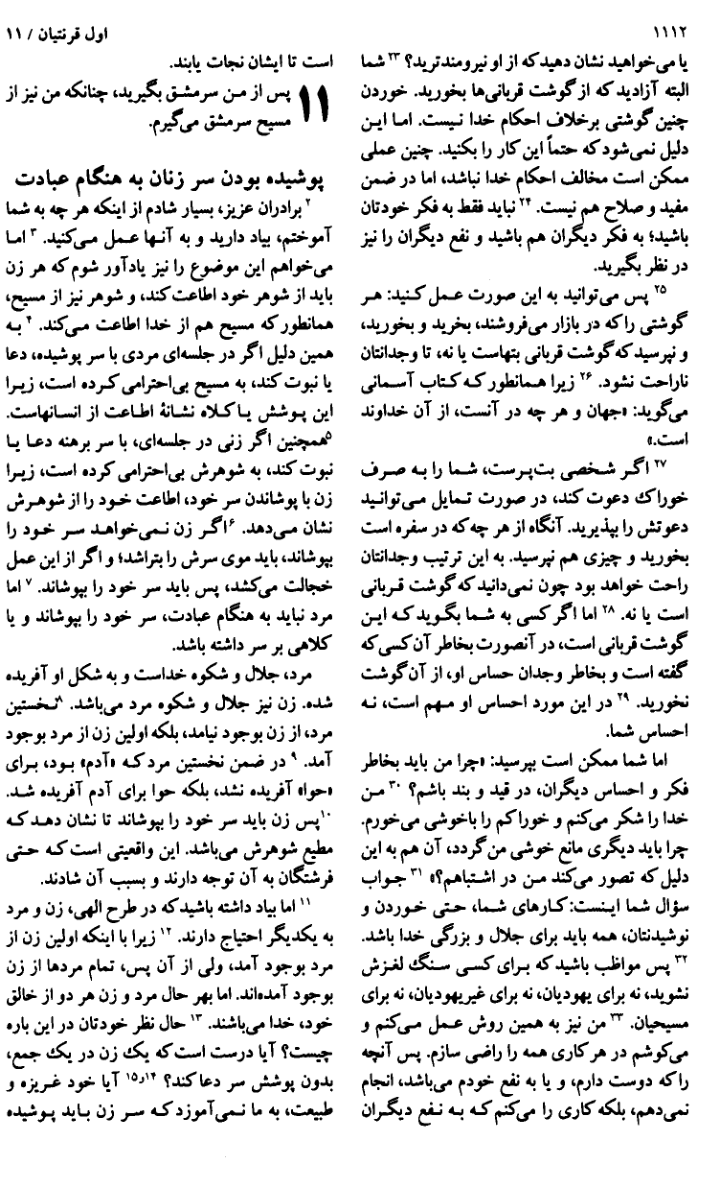 ۱۱۱۲
اول قرنتیان / ۱۱
یا می‌خواهید نشان دهید که از او نیرومندترید؟ ۲۳ شما
البته آزادید که از گوشت قربانی‌ها بخورید. خوردن
چنین گوشتی برخلاف احکام خدا نیست. اما این
دلیل نمی‌شود که حتماً این کار را بکنید. چنین عملی
ممکن است مخالف احکام خدا نباشد، اما در ضمن
مفید و صلاح هم نیست. ۲۴ نباید فقط به فکر خودتان
باشید؛ به فکر دیگران هم باشید و نفع دیگران را نیز
در نظر بگیرید.
۲۵ پس می‌توانید به این صورت عمل کنید: هر
گوشتی را که در بازار می‌فروشند، بخرید و بخورید،
و نپرسید که گوشت قربانی بتهاست یا نه، تا وجدانتان
ناراحت نشود. ۲۶ زیرا همانطور که کتاب آسمانی
می‌گوید: «جهان و هر چه در آنست، از آن خداوند
است.»
۲۷ اگر شخصی بت‌پرست، شما را به صرف
خوراک دعوت کند، در صورت تمایل می‌توانید
دعوتش را بپذیرید. آنگاه از هر چه که در سفره است
بخورید و چیزی هم نپرسید. به این ترتیب وجدانتان
راحت خواهد بود چون نمی‌دانید که گوشت قربانی
است یا نه. ۲۸ اما اگر کسی به شما بگوید که این
گوشت قربانی است، در آنصورت بخاطر آن کسی که
گفته است و بخاطر وجدان حساس او، از آن گوشت
نخورید. ۲۹ در این مورد احساس او مهم است، نه
احساس شما.
اما شما ممکن است بپرسید: «چرا من باید بخاطر
فکر و احساس دیگران، در قید و بند باشم؟ ۳۰ من
خدا را شکر می‌کنم و خوراکم را باخوشی می‌خورم.
چرا باید دیگری مانع خوشی من گردد، آن هم به این
دلیل که تصور می‌کند من در اشتباهم؟» ۳۱ جواب
سؤال شما اینست: کارهای شما، حتی خوردن و
نوشیدنتان، همه باید برای جلال و بزرگی خدا باشد.
۳۲ پس مواظب باشید که برای کسی سنگ لغزش
نشوید، نه برای یهودیان، نه برای غیریهودیان، نه برای
مسیحیان. ۳۳ من نیز به همین روش عمل می‌کنم و
می‌کوشم در هر کاری همه را راضی سازم. پس آنچه
را که دوست دارم، و یا به نفع خودم می‌باشد، انجام
نمی‌دهم، بلکه کاری را می‌کنم که به نفع دیگران
است تا ایشان نجات یابند.
۱۱ پس از من سرمشق بگیرید، چنانکه من نیز از
مسیح سرمشق می‌گیرم.
پوشیده بودن سر زنان به هنگام عبادت
۲ برادران عزیز، بسیار شادم از اینکه هر چه به شما
آموختم، بیاد دارید و به آنها عمل می‌کنید. ۳ اما
می‌خواهم این موضوع را نیز یادآور شوم که هر زن
باید از شوهر خود اطاعت کند، و شوهر نیز از مسیح،
همانطور که مسیح هم از خدا اطاعت می‌کند. ۴ به
همین دلیل اگر در جلسه‌ای مردی با سر پوشیده، دعا
یا نبوت کند، به مسیح بی‌احترامی کرده است، زیرا
این پوشش یا کلاه نشانهٔ اطاعت از انسانهاست.
۵همچنین اگر زنی در جلسه‌ای، با سر برهنه دعا یا
نبوت کند، به شوهرش بی‌احترامی کرده است، زیرا
زن با پوشاندن سر خود، اطاعت خود را از شوهرش
نشان می‌دهد. ۶اگر زن نمی‌خواهد سر خود را
بپوشاند، باید موی سرش را بتراشد؛ و اگر از این عمل
خجالت می‌کشد، پس باید سر خود را بپوشاند. ۷ اما
مرد نباید به هنگام عبادت، سر خود را بپوشاند و یا
کلاهی بر سر داشته باشد.
مرد، جلال و شکوه خداست و به شکل او آفریده
شده. زن نیز جلال و شکوه مرد می‌باشد. ۸نخستین
مرد، از زن بوجود نیامد، بلکه اولین زن از مرد بوجود
آمد. ۹ در ضمن نخستین مرد که «آدم» بود، برای
«حوا» آفریده نشد، بلکه حوا برای آدم آفریده شد.
۱۰پس زن باید سر خود را بپوشاند تا نشان دهد که
مطیع شوهرش می‌باشد. این واقعیتی است که حتی
فرشتگان به آن توجه دارند و بسبب آن شادند.
۱۱ اما بیاد داشته باشید که در طرح الهی، زن و مرد
به یکدیگر احتیاج دارند. ۱۲ زیرا با اینکه اولین زن از
مرد بوجود آمد، ولی از آن پس، تمام مردها از زن
بوجود آمده‌اند. اما بهر حال مرد و زن هر دو از خالق
خود، خدا می‌باشند. ۱۳ حال نظر خودتان در این باره
چیست؟ آیا درست است که یک زن در یک جمع،
بدون پوشش سر دعا کند؟ ۱۴و۱۵ آیا خود غریزه و
طبیعت، به ما نمی‌آموزد که سر زن باید پوشیده